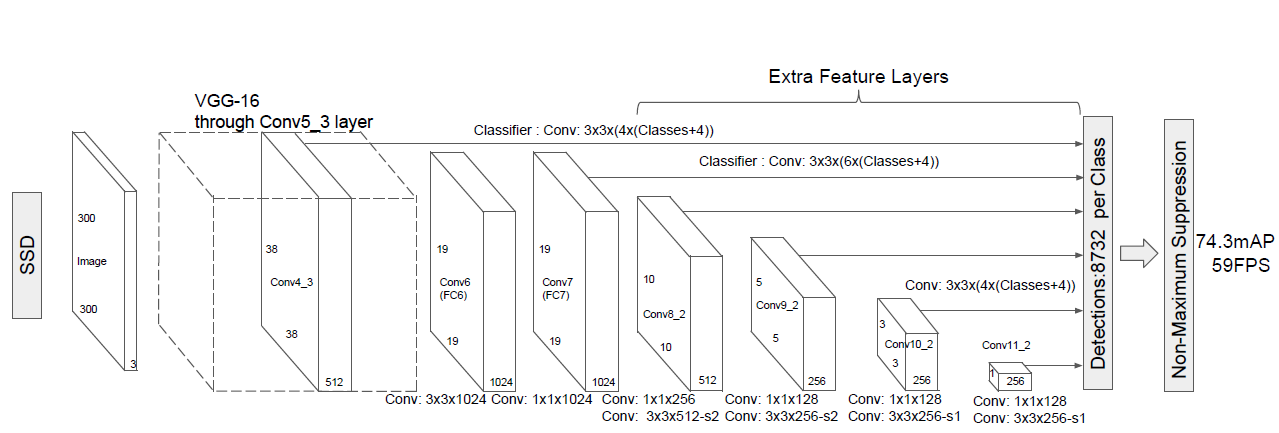 Extra Feature Layers
VGG-16
through Conv5_3 layer
Classifier : Conv: 3x3x(4x(Classes+4))
Classifier : Conv: 3x3x(6x(Classes+4))
Conv: 3x3x(4x(Classes+4))
SSD
300
Image
300
3
38
Conv4_3
38
512
19
Conv6
(FC6)
19
1024
19
Conv7
(FC7)
19
1024
10
Conv8_2
10
512
5
Conv9_2
5
256
3
Conv10_2
3
256
Conv11_2
1
256
Detections:8732 per Class
Non-Maximum Suppression
74.3mAP
59FPS
Conv: 3x3x1024
Conv: 1x1x1024
Conv: 1x1x256
Conv: 3x3x512-s2
Conv: 1x1x128
Conv: 3x3x256-s2
Conv: 1x1x128
Conv: 3x3x256-s1
Conv: 1x1x128
Conv: 3x3x256-s1